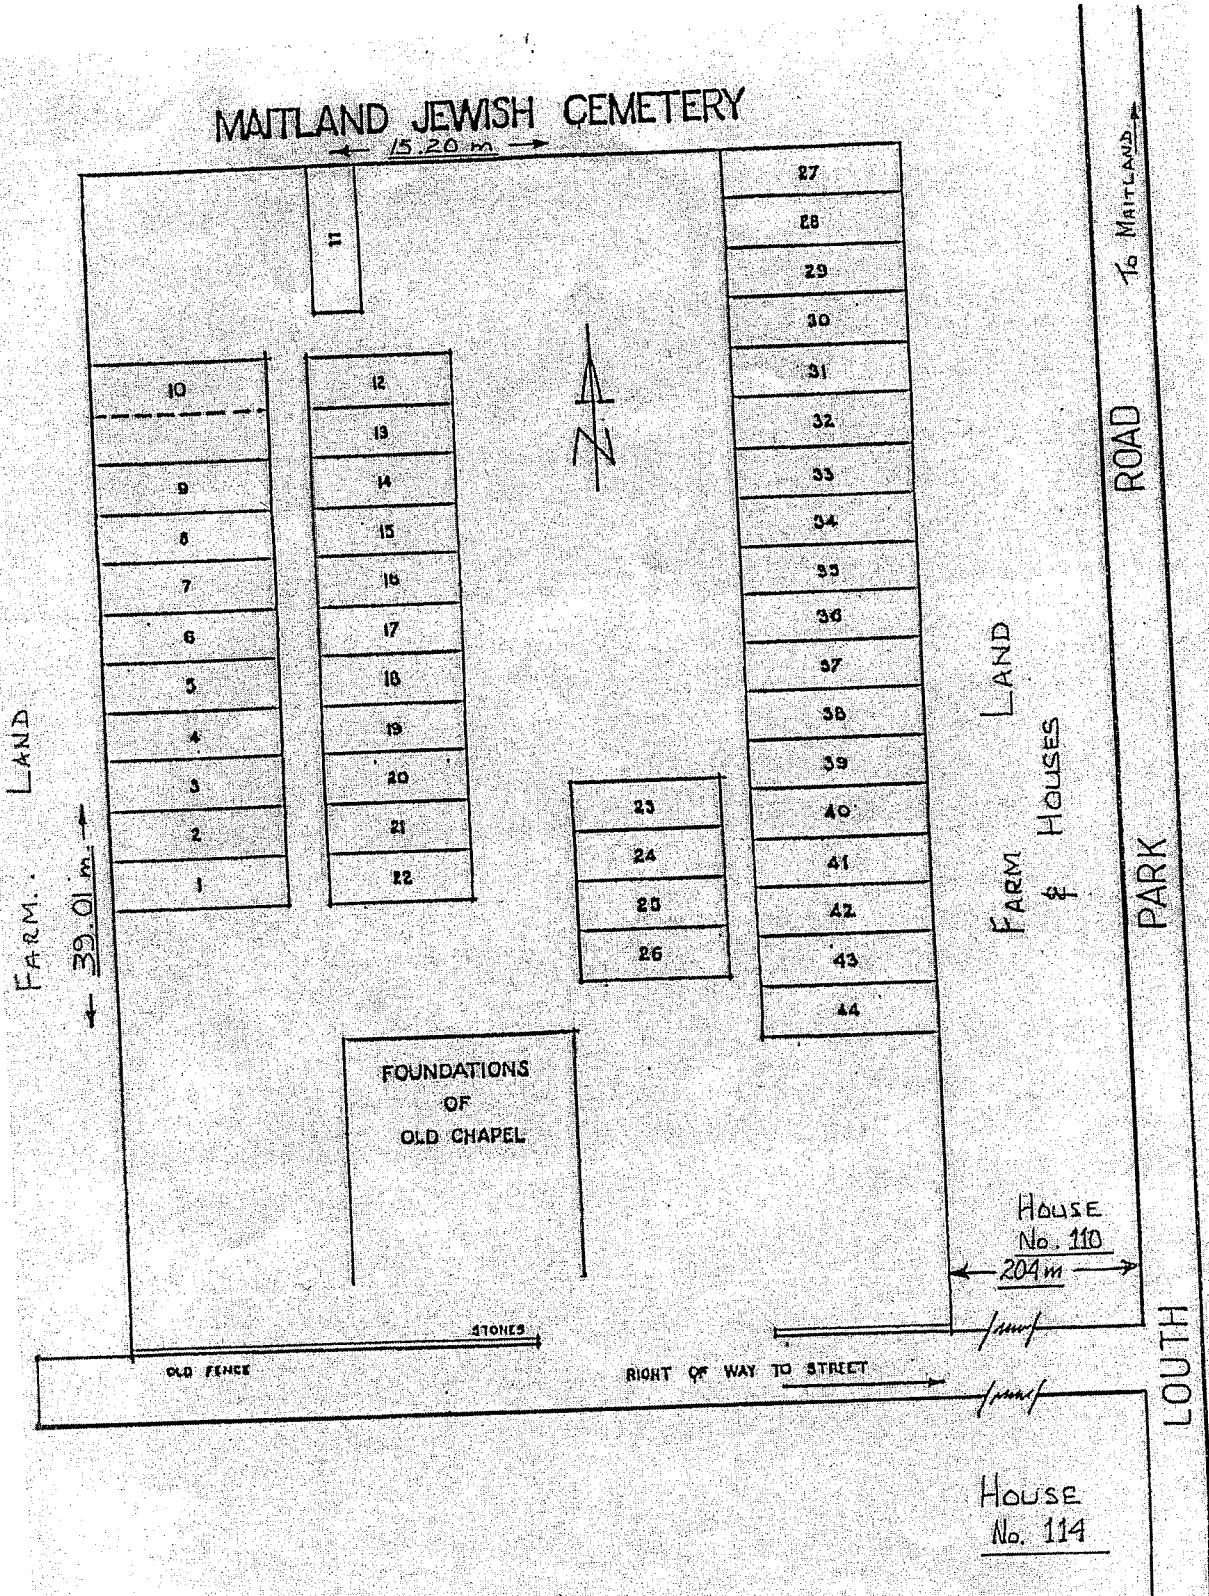 MAITLAND JEWISH CEMETERY
15.20 m
27
28
29
30
31
32
33
34
35
36
37
38
39
40
41
42
43
44
11
10
9
8
7
6
5
4
3
2
1
12
13
14
15
16
17
18
19
20
21
22
N
23
24
25
26
FARM. LAND
39.01 m.
FOUNDATIONS
OF
OLD CHAPEL
STONES
OLD FENCE
RIGHT OF WAY TO STREET
FARM LAND
& HOUSES
To MAITLAND
LOUTH PARK ROAD
HOUSE
No. 110
204 m
HOUSE
No. 114